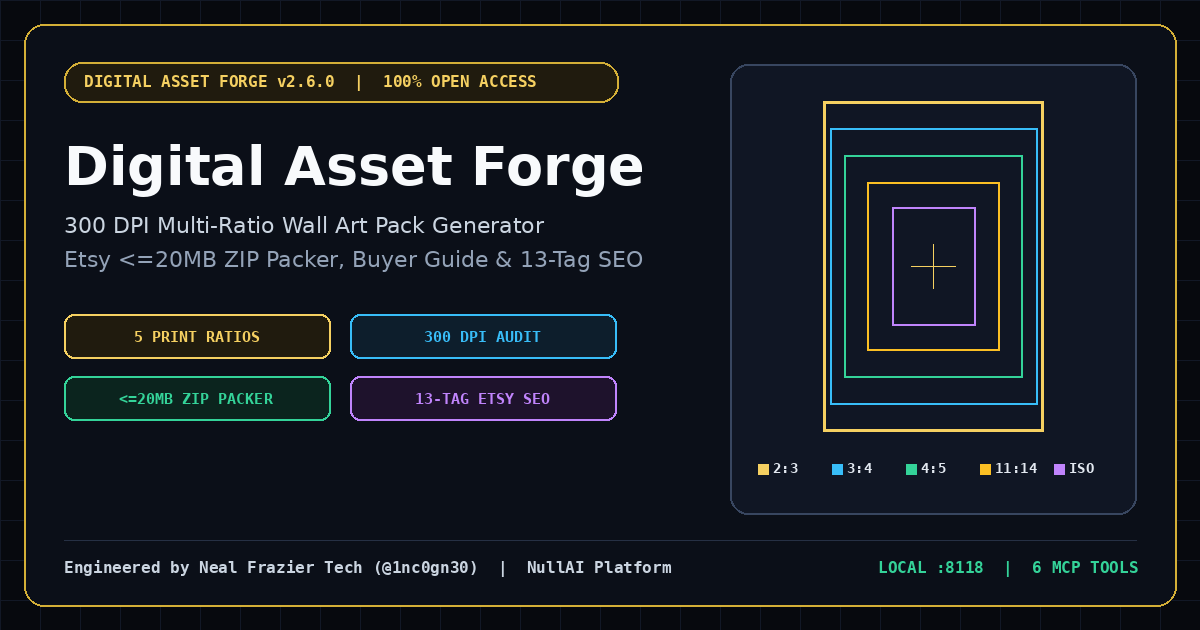 DIGITAL ASSET FORGE v2.6.0 | 100% OPEN ACCESS
Digital Asset Forge
300 DPI Multi-Ratio Wall Art Pack Generator
Etsy <=20MB ZIP Packer, Buyer Guide & 13-Tag SEO
5 PRINT RATIOS
300 DPI AUDIT
<=20MB ZIP PACKER
13-TAG ETSY SEO
2:3 3:4 4:5 11:14 ISO
Engineered by Neal Frazier Tech (@1nc0gn30) | NullAI Platform
LOCAL :8118 | 6 MCP TOOLS